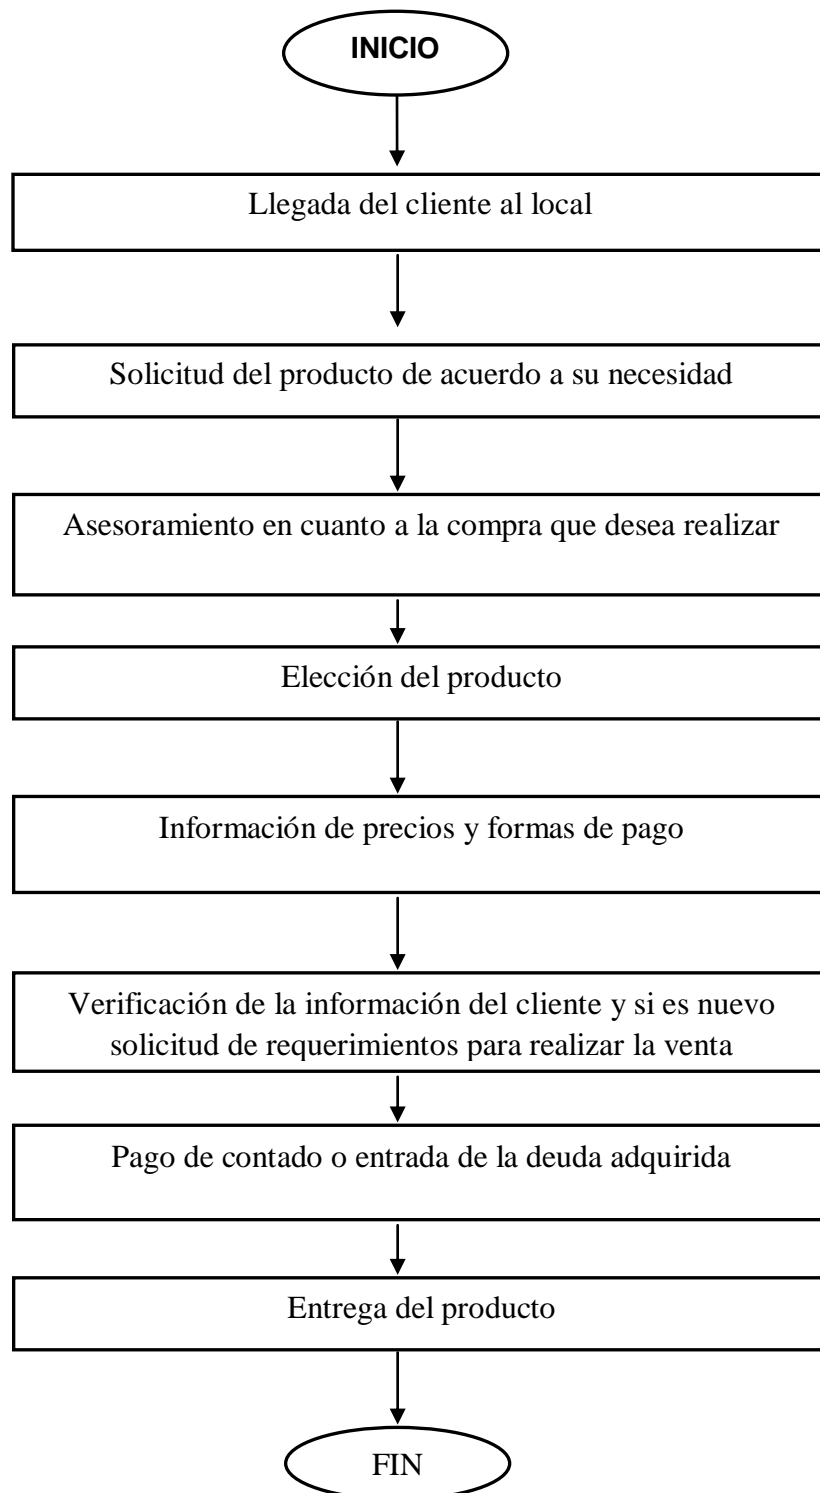 INICIO
Llegada del cliente al local
Solicitud del producto de acuerdo a su necesidad
Asesoramiento en cuanto a la compra que desea realizar
Elección del producto
Información de precios y formas de pago
Verificación de la información del cliente y si es nuevo
solicitud de requerimientos para realizar la venta
Pago de contado o entrada de la deuda adquirida
Entrega del producto
FIN